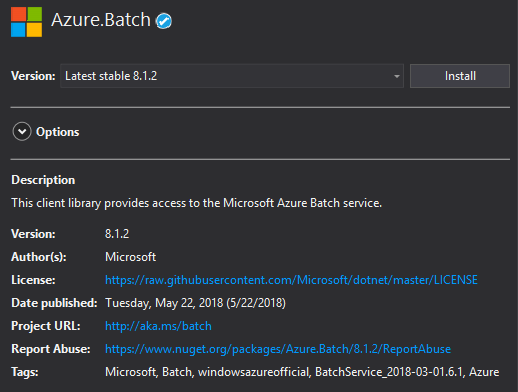 Azure.Batch
Version: Latest stable 8.1.2 Install
Options
Description
This client library provides access to the Microsoft Azure Batch service.
Version: 8.1.2
Author(s): Microsoft
License: https://raw.githubusercontent.com/Microsoft/dotnet/master/LICENSE
Date published: Tuesday, May 22, 2018 (5/22/2018)
Project URL: http://aka.ms/batch
Report Abuse: https://www.nuget.org/packages/Azure.Batch/8.1.2/ReportAbuse
Tags: Microsoft, Batch, windowsazureofficial, BatchService_2018-03-01.6.1, Azure